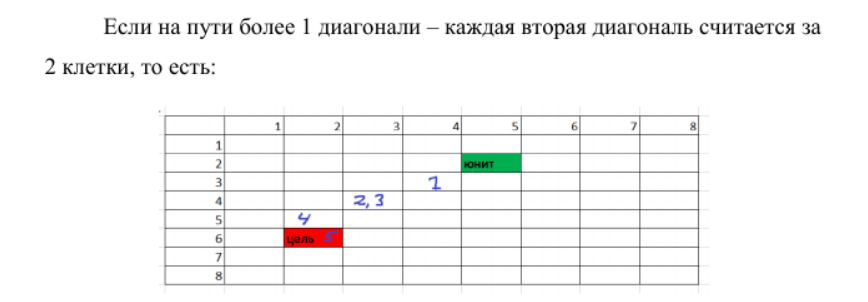 Если на пути более 1 диагонали – каждая вторая диагональ считается за
2 клетки, то есть:
1 2 3 4 5 6 7 8
1
2 юнит
3 1
4 2,3
5 4
6 цель 5
7
8